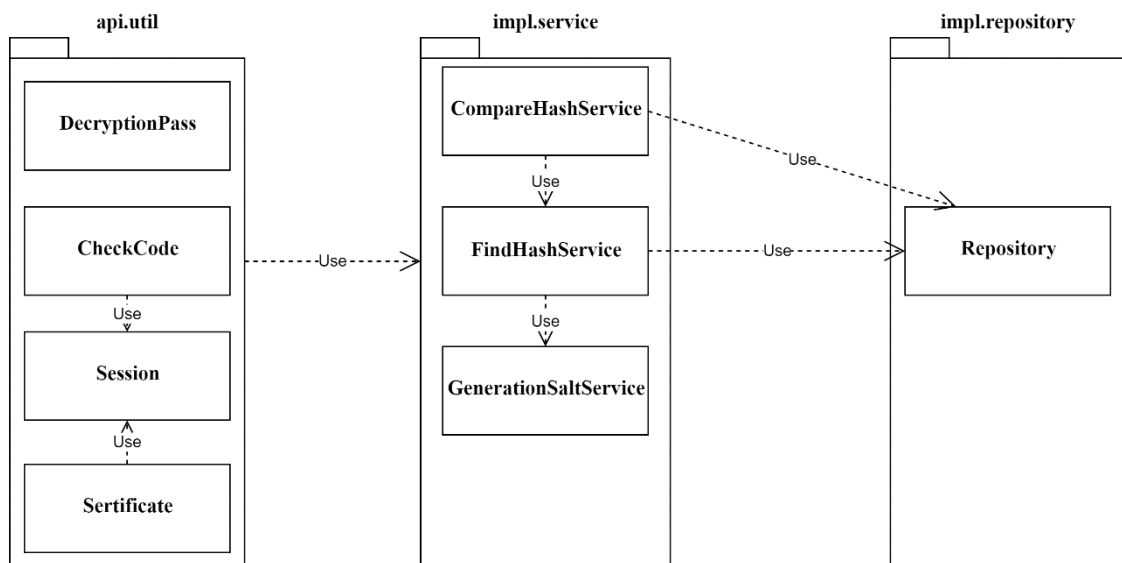 api.util
impl.service
impl.repository
DecryptionPass
CompareHashService
Use
Use
CheckCode
Use
FindHashService
Use
Repository
Use
Use
Session
GenerationSaltService
Use
Sertificate